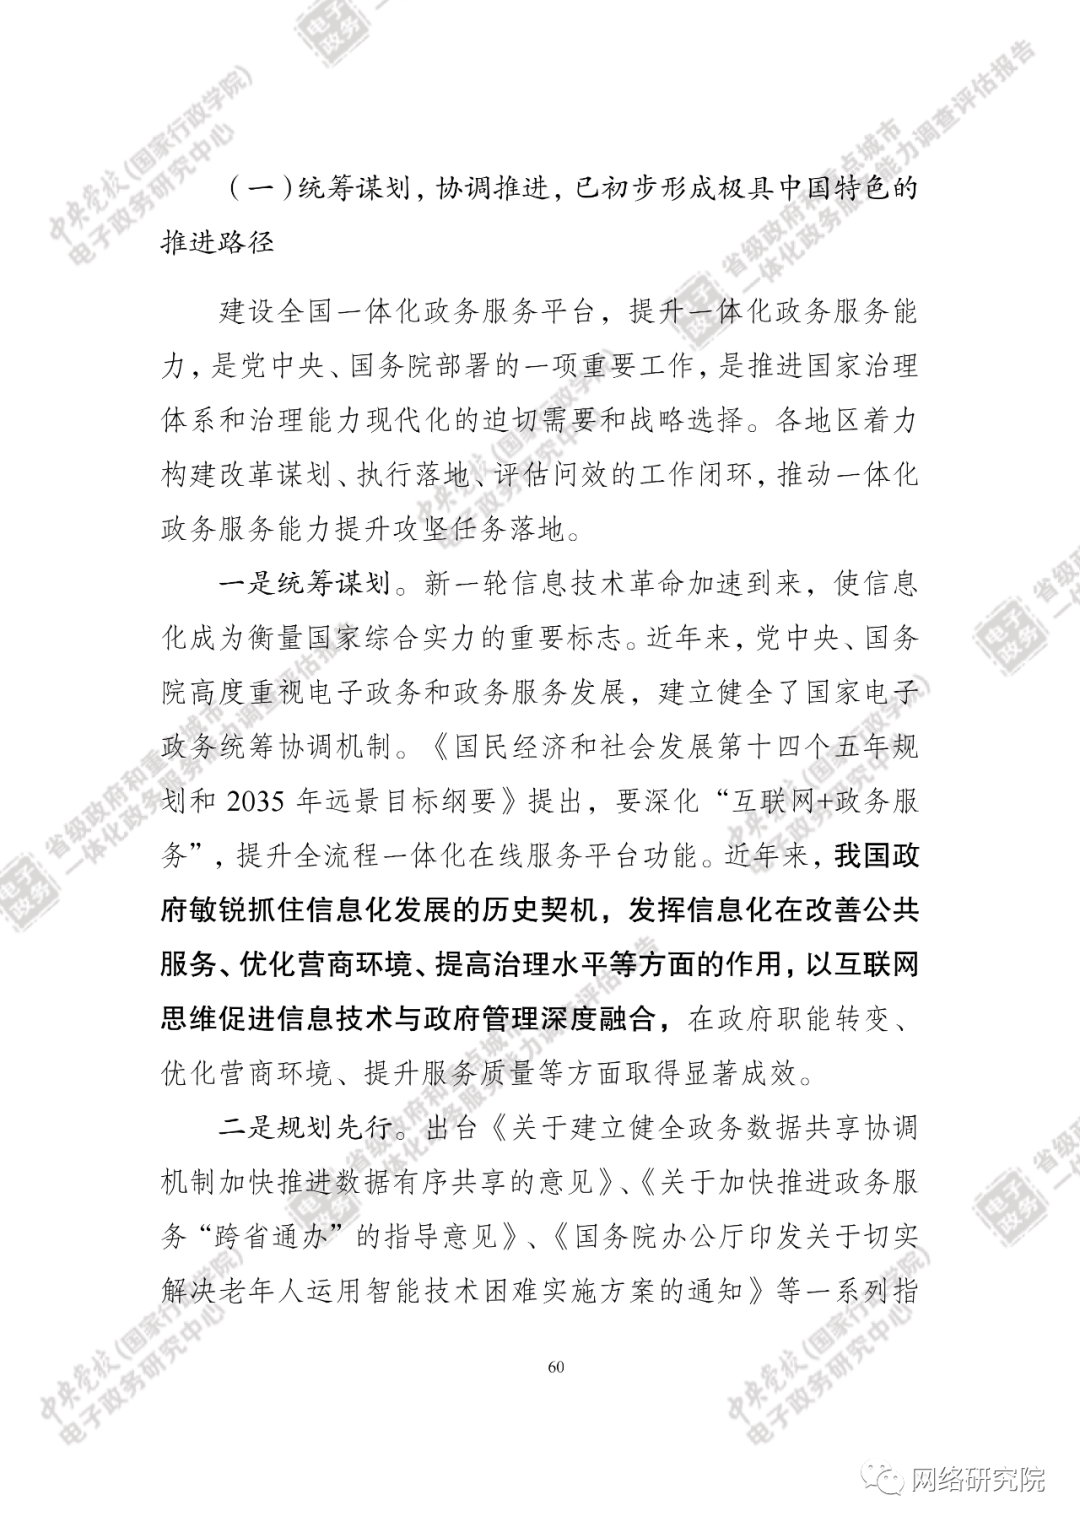 （一）统筹谋划，协调推进，已初步形成极具中国特色的
推进路径
建设全国一体化政务服务平台，提升一体化政务服务能
力，是党中央、国务院部署的一项重要工作，是推进国家治理
体系和治理能力现代化的迫切需要和战略选择。各地区着力
构建改革谋划、执行落地、评估问效的工作闭环，推动一体化
政务服务能力提升攻坚任务落地。
一是统筹谋划。新一轮信息技术革命加速到来，使信息
化成为衡量国家综合实力的重要标志。近年来，党中央、国务
院高度重视电子政务和政务服务发展，建立健全了国家电子
政务统筹协调机制。《国民经济和社会发展第十四个五年规
划和 2035 年远景目标纲要》提出，要深化“互联网+政务服
务”，提升全流程一体化在线服务平台功能。近年来，我国政
府敏锐抓住信息化发展的历史契机，发挥信息化在改善公共
服务、优化营商环境、提高治理水平等方面的作用，以互联网
思维促进信息技术与政府管理深度融合，在政府职能转变、
优化营商环境、提升服务质量等方面取得显著成效。
二是规划先行。出台《关于建立健全政务数据共享协调
机制加快推进数据有序共享的意见》、《关于加快推进政务服
务“跨省通办”的指导意见》、《国务院办公厅印发关于切实
解决老年人运用智能技术困难实施方案的通知》等一系列指
60
网络研究院
电子政务
中央党校（国家行政学院）
电子政务研究中心
省级政府和重点城市
一体化政务服务能力调查评估报告